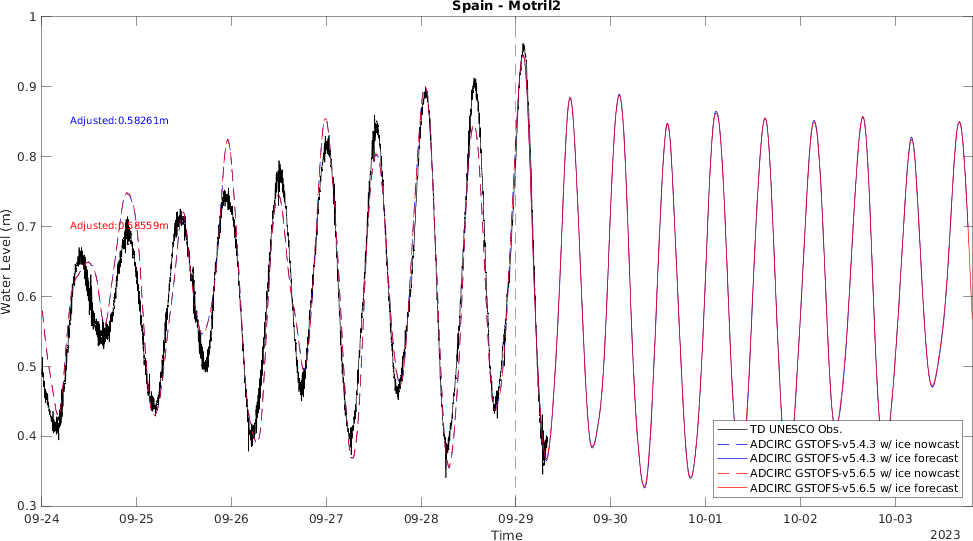 Spain - Motril2
1
0.9
0.8
0.7
0.6
0.5
0.4
0.3
Water Level (m)
Adjusted:0.58261m
Adjusted:0.58559m
TD UNESCO Obs.
ADCIRC GSTOFS-v5.4.3 w/ ice nowcast
ADCIRC GSTOFS-v5.4.3 w/ ice forecast
ADCIRC GSTOFS-v5.6.5 w/ ice nowcast
ADCIRC GSTOFS-v5.6.5 w/ ice forecast
09-24 09-25 09-26 09-27 09-28 09-29 09-30 10-01 10-02 10-03
Time
2023